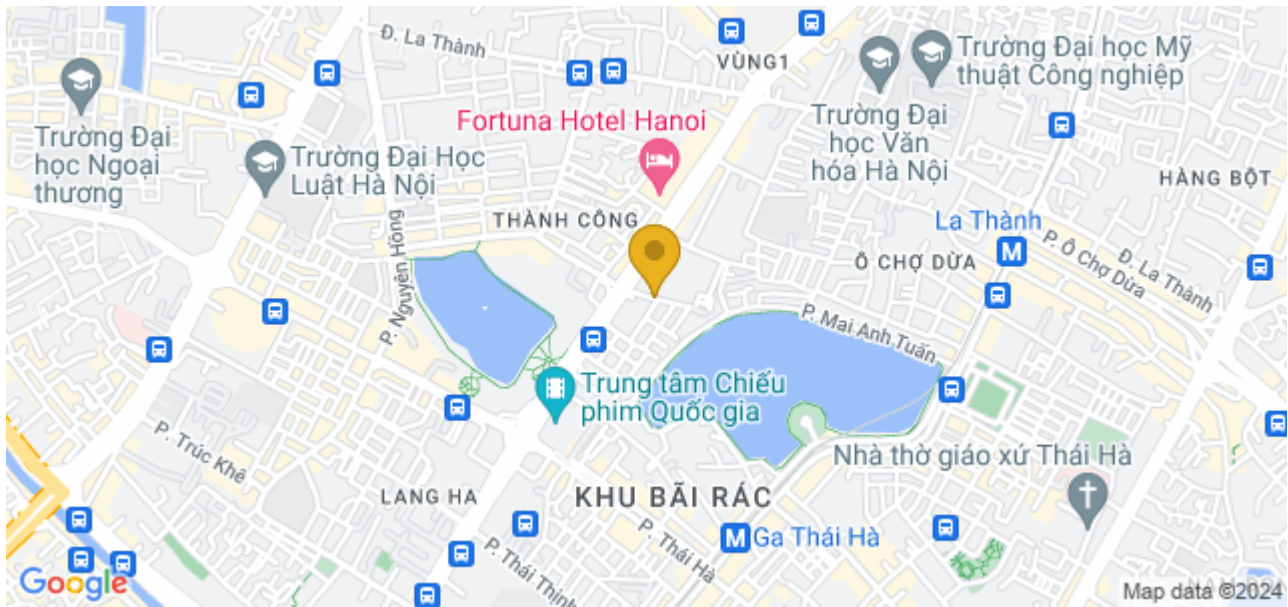 Đ. La Thành
VÙNG1
Trường Đại học Mỹ
thuật Công nghiệp
Fortuna Hotel Hanoi
Trường Đại
học Ngoại
thương
Trường Đại Học
Luật Hà Nội
Trường Đại
học Văn
hóa Hà Nội
HÀNG BỘT
THÀNH CÔNG
La Thành
M
P. Ô Chợ Dừa
Đ. La Thành
Ô CHỢ DỪA
P. Nguyên Hồng
P. Mai Anh Tuấn
Trung tâm Chiếu
phim Quốc gia
P. Trúc Khê
Nhà thờ giáo xứ Thái Hà
LANG HA
KHU BÃI RÁC
M
Ga Thái Hà
P. Thái Hà
P. Thái Thịnh
Google
Map data ©2024